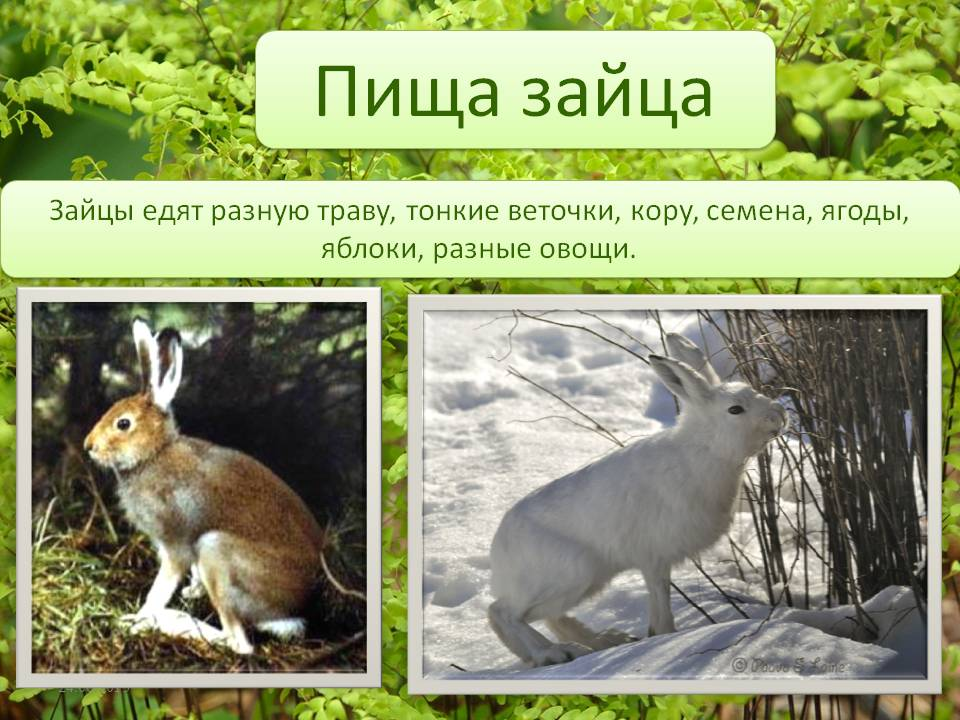 Пища зайца
Зайцы едят разную траву, тонкие веточки, кору, семена, ягоды,
яблоки, разные овощи.